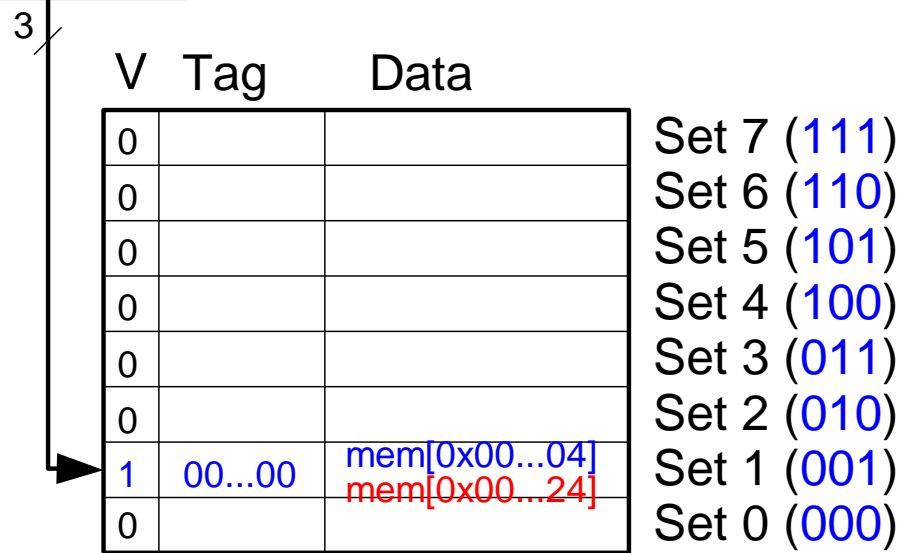 3
V Tag Data
0 Set 7 (111)
0 Set 6 (110)
0 Set 5 (101)
0 Set 4 (100)
0 Set 3 (011)
0 Set 2 (010)
1 00...00 mem[0x00...04] Set 1 (001)
mem[0x00...24]
0 Set 0 (000)